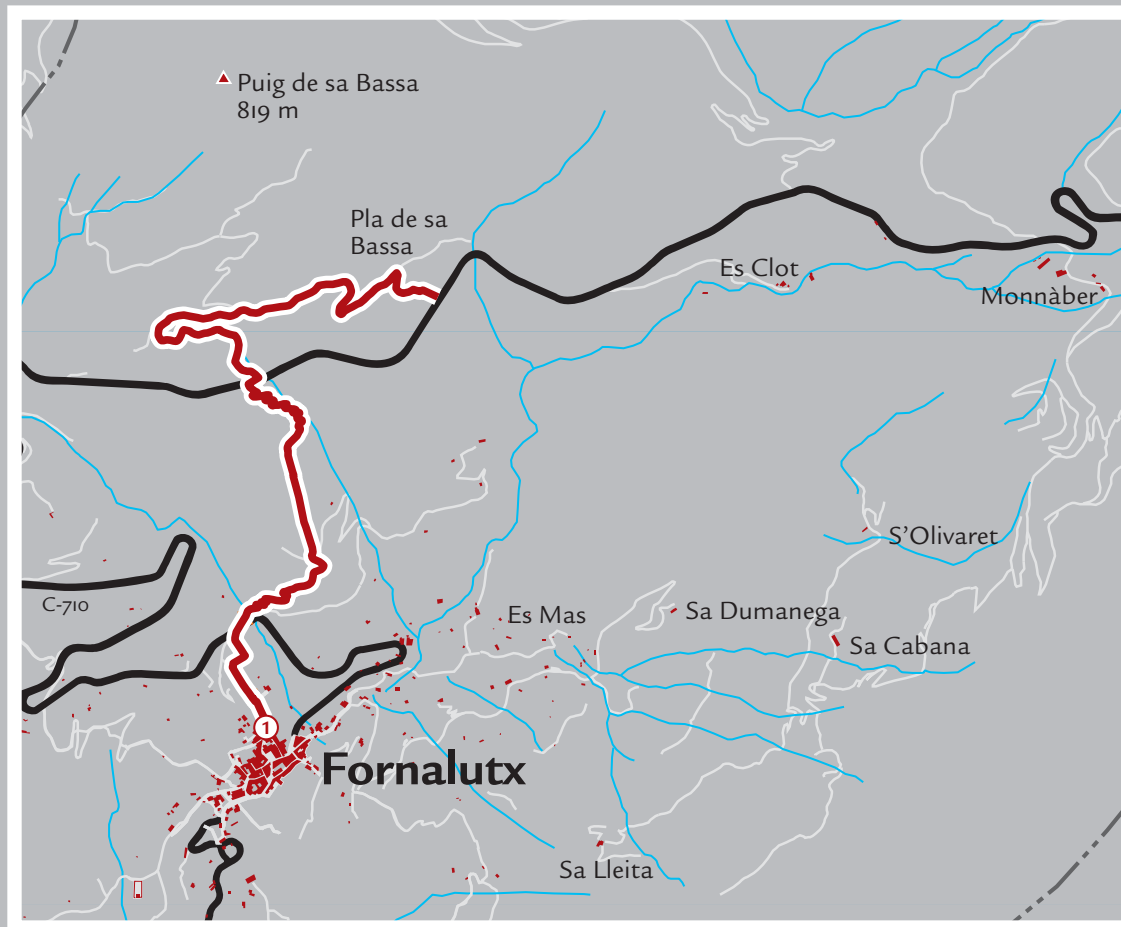 Puig de sa Bassa
819 m
Pla de sa
Bassa
Es Clot
Monnàber
S'Olivaret
C-710
Es Mas
Sa Dumanega
Sa Cabana
1
Fornalutx
Sa Lleita